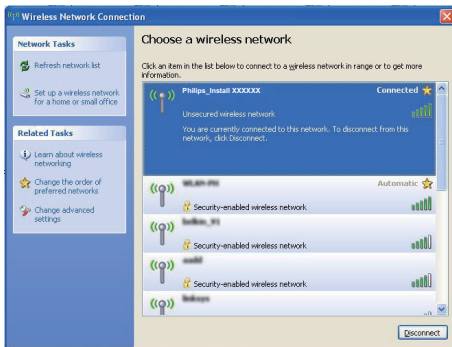 Wireless Network Connection
Network Tasks
Refresh network list
Set up a wireless network
for a home or small office
Related Tasks
Learn about wireless
networking
Change the order of
preferred networks
Change advanced
settings
Choose a wireless network
Click an item in the list below to connect to a wireless network in range or to get more
information.
Philips_Install XXXXXX Connected
Unsecured wireless network
You are currently connected to this network. To disconnect from this
network, click Disconnect.
Automatic
Security-enabled wireless network
Security-enabled wireless network
Security-enabled wireless network
Disconnect